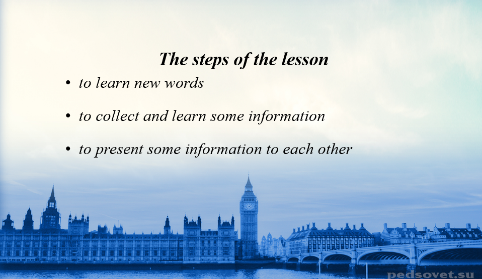 The steps of the lesson
• to learn new words
• to collect and learn some information
• to present some information to each other
pedsovet.su